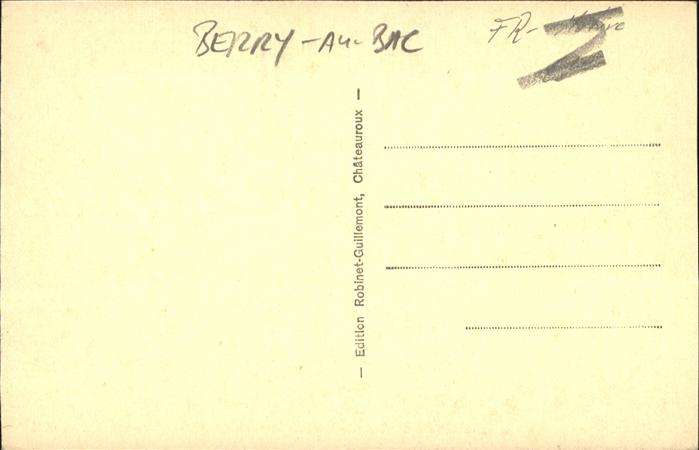 BERRY-AU-BAC
FR-
— Edition Robinet-Guillemont, Châteauroux —